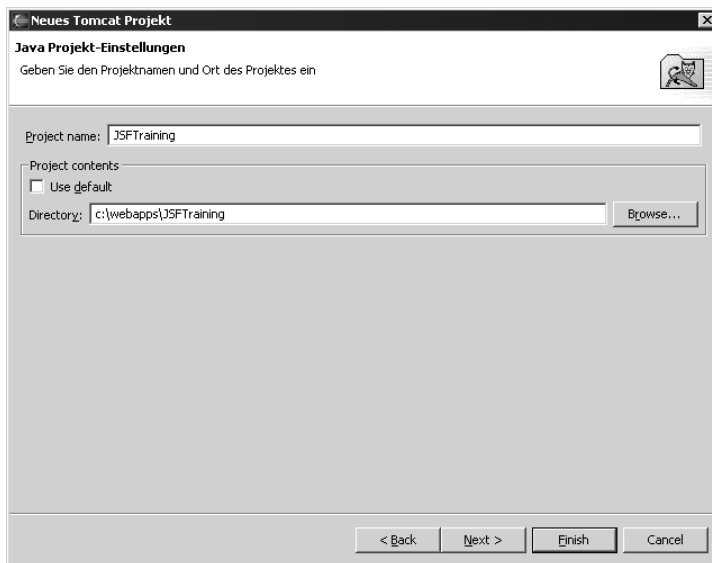 Neues Tomcat Projekt
Java Projekt-Einstellungen
Geben Sie den Projektnamen und Ort des Projektes ein
Project name: JSFTraining
Project contents
Use default
Directory: c:\webapps\JSFTraining Browse...
< Back Next > Finish Cancel